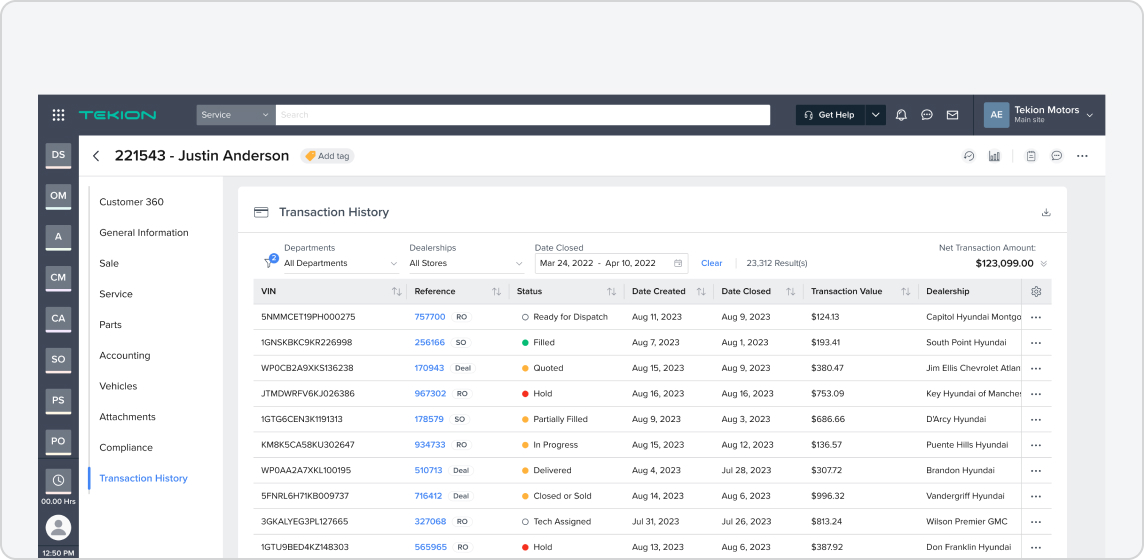 TEKION
Service
Search
Get Help
AE
Tekion Motors
Main site
DS
OM
A
CM
CA
SO
PS
PO
00.00 Hrs
12:50 PM
221543 - Justin Anderson
Add tag
Customer 360
General Information
Sale
Service
Parts
Accounting
Vehicles
Attachments
Compliance
Transaction History
Transaction History
2
Departments
All Departments
Dealerships
All Stores
Date Closed
Mar 24, 2022 - Apr 10, 2022
Clear
23,312 Result(s)
Net Transaction Amount:
$123,099.00
VIN Reference Status Date Created Date Closed Transaction Value Dealership
5NMMCET19PH000275 757700 RO Ready for Dispatch Aug 11, 2023 Aug 9, 2023 $124.13 Capitol Hyundai Montgo
1GNSKBKC9KR226998 256166 SO Filled Aug 7, 2023 Aug 1, 2023 $193.41 South Point Hyundai
WP0CB2A9XKS136238 170943 Deal Quoted Aug 15, 2023 Aug 9, 2023 $380.47 Jim Ellis Chevrolet Atlan
JTMDWRFV6KJ026386 967302 RO Hold Aug 16, 2023 Aug 16, 2023 $753.09 Key Hyundai of Manches
1GTG6CEN3K1191313 178579 SO Partially Filled Aug 9, 2023 Aug 3, 2023 $686.66 D'Arcy Hyundai
KM8K5CA58KU302647 934733 RO In Progress Aug 15, 2023 Aug 12, 2023 $136.57 Puente Hills Hyundai
WP0AA2A7XKL100195 510713 Deal Delivered Aug 4, 2023 Jul 28, 2023 $307.72 Brandon Hyundai
5FNRL6H71KB009737 716412 Deal Closed or Sold Aug 14, 2023 Aug 6, 2023 $996.32 Vandergriff Hyundai
3GKALYEG3PL127665 327068 RO Tech Assigned Jul 31, 2023 Jul 26, 2023 $813.24 Wilson Premier GMC
1GTU9BED4KZ148303 565965 RO Hold Aug 13, 2023 Aug 6, 2023 $387.92 Don Franklin Hyundai